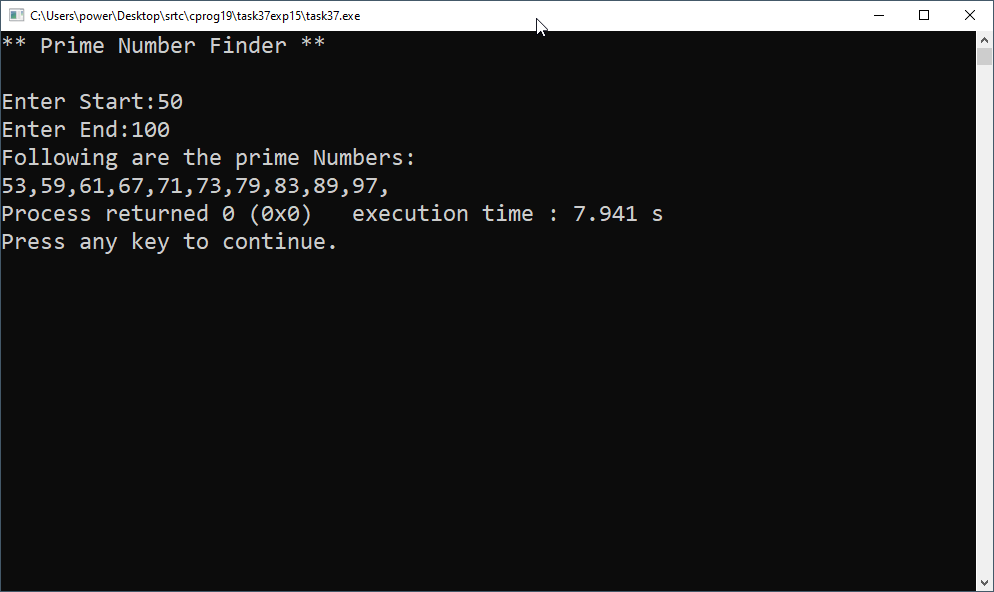 C:\Users\power\Desktop\srtc\cprog19\task37exp15\task37.exe
** Prime Number Finder **
Enter Start:50
Enter End:100
Following are the prime Numbers:
53,59,61,67,71,73,79,83,89,97,
Process returned 0 (0x0)   execution time : 7.941 s
Press any key to continue.